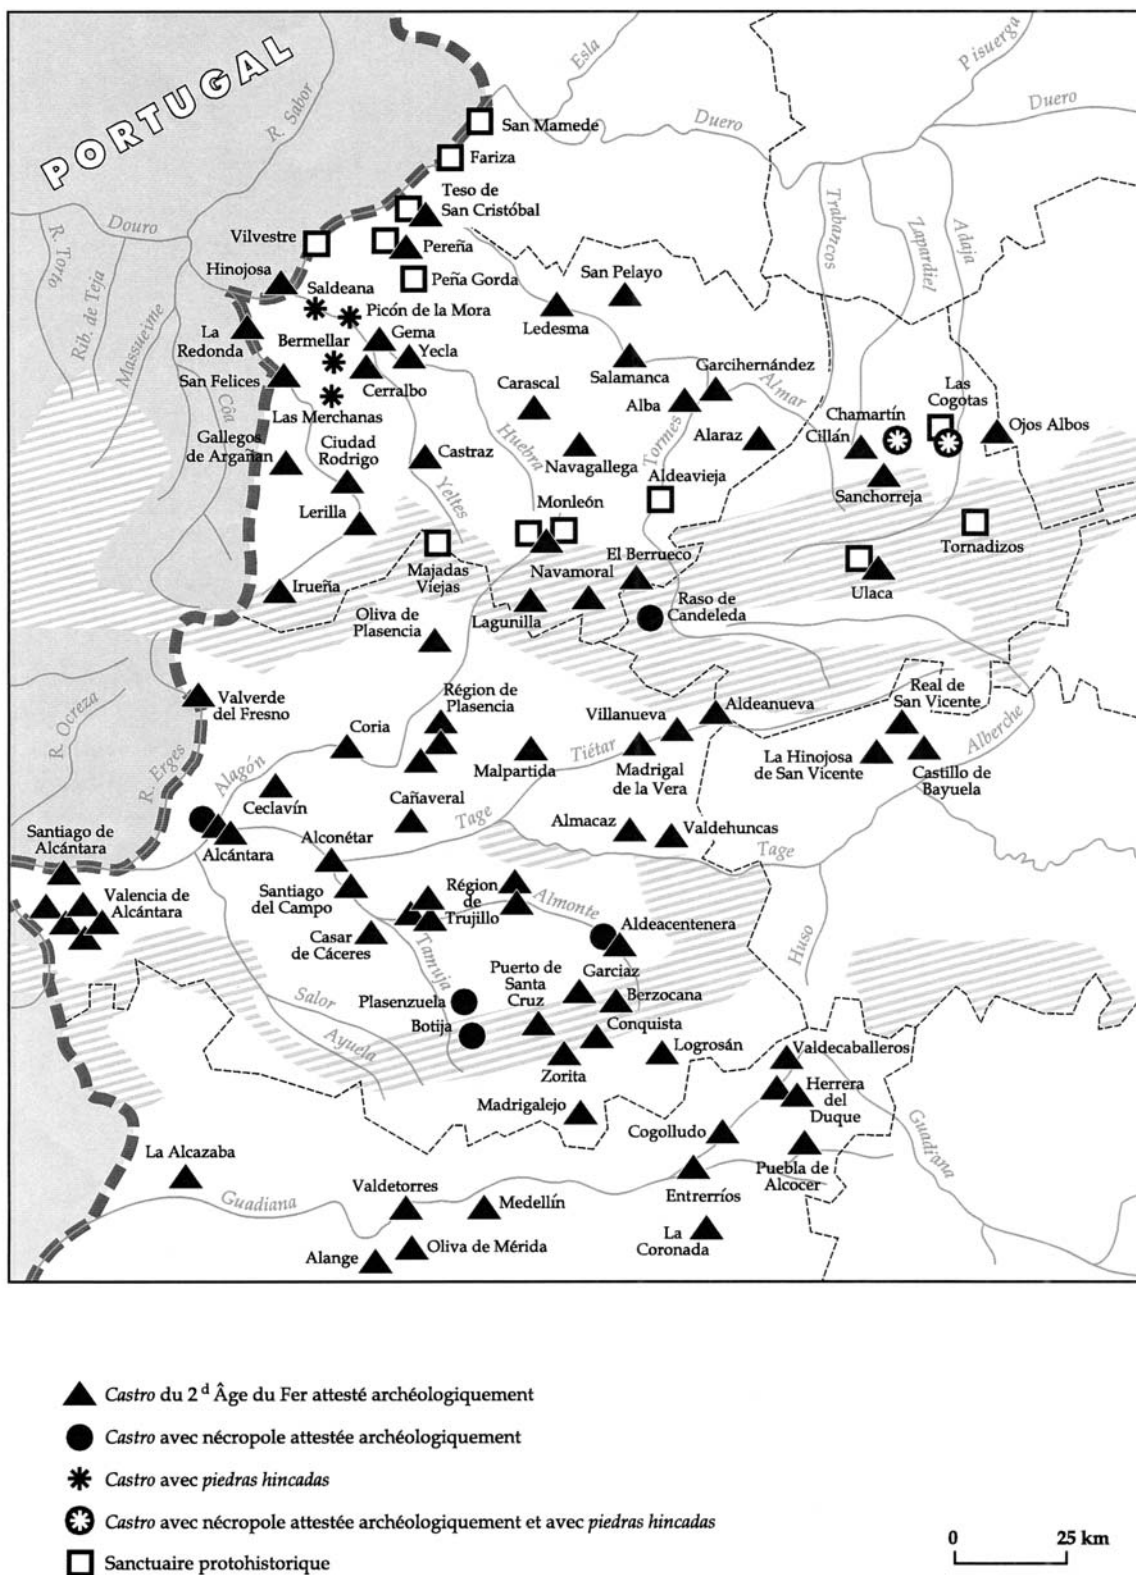 PORTUGAL
R. Sabor
Esla
Pisuerga
Duero
Duero
San Mamede
Fariza
Teso de
San Cristóbal
Douro
R. Torto
Rib. de Teja
Massueime
Côa
Vilvestre
Pereña
Trabancos
Zapardiel
Adaja
Hinojosa
Saldeana
Peña Gorda
San Pelayo
Picón de la Mora
Ledesma
La
Redonda
Bermellar
Gema
Yecla
Salamanca
Garcihernández
San Felices
Cerralbo
Carascal
Alba
Almar
Las
Cogotas
Las Merchanas
Chamartín
Cillán
Ojos Albos
Gallegos
de Argañan
Ciudad
Rodrigo
Castraz
Huebra
Navagallega
Tormes
Alaraz
Sanchorreja
Yeltes
Aldeavieja
Lerilla
Monleón
Tornadizos
Majadas
Viejas
El Berrueco
Irueña
Navamoral
Ulaca
Oliva de
Plasencia
Lagunilla
Raso de
Candeleda
R. Ocreza
Valverde
del Fresno
Région de
Plasencia
Villanueva
Aldeanueva
Real de
San Vicente
R. Erges
Alagón
Coria
Malpartida
Tiétar
Madrigal
de la Vera
La Hinojosa
de San Vicente
Castillo de
Bayuela
Alberche
Ceclavín
Cañaveral
Tage
Almacaz
Valdehuncas
Tage
Santiago de
Alcántara
Alcántara
Alconétar
Valencia de
Alcántara
Santiago
del Campo
Région
de
Trujillo
Almonte
Aldeacentenera
Huso
Casar
de Cáceres
Tamuja
Garciaz
Salor
Ayuela
Plasenzuela
Puerto de
Santa
Cruz
Berzocana
Botija
Conquista
Logrosán
Zorita
Valdecaballeros
Madrigalejo
Herrera
del
Duque
Cogolludo
Guadiana
La Alcazaba
Puebla de
Alcocer
Guadiana
Valdetorres
Medellín
Entrerríos
Alange
Oliva de Mérida
La
Coronada
Castro du 2d Âge du Fer attesté archéologiquement
Castro avec nécropole attestée archéologiquement
Castro avec piedras hincadas
Castro avec nécropole attestée archéologiquement et avec piedras hincadas
Sanctuaire protohistorique
0 25 km